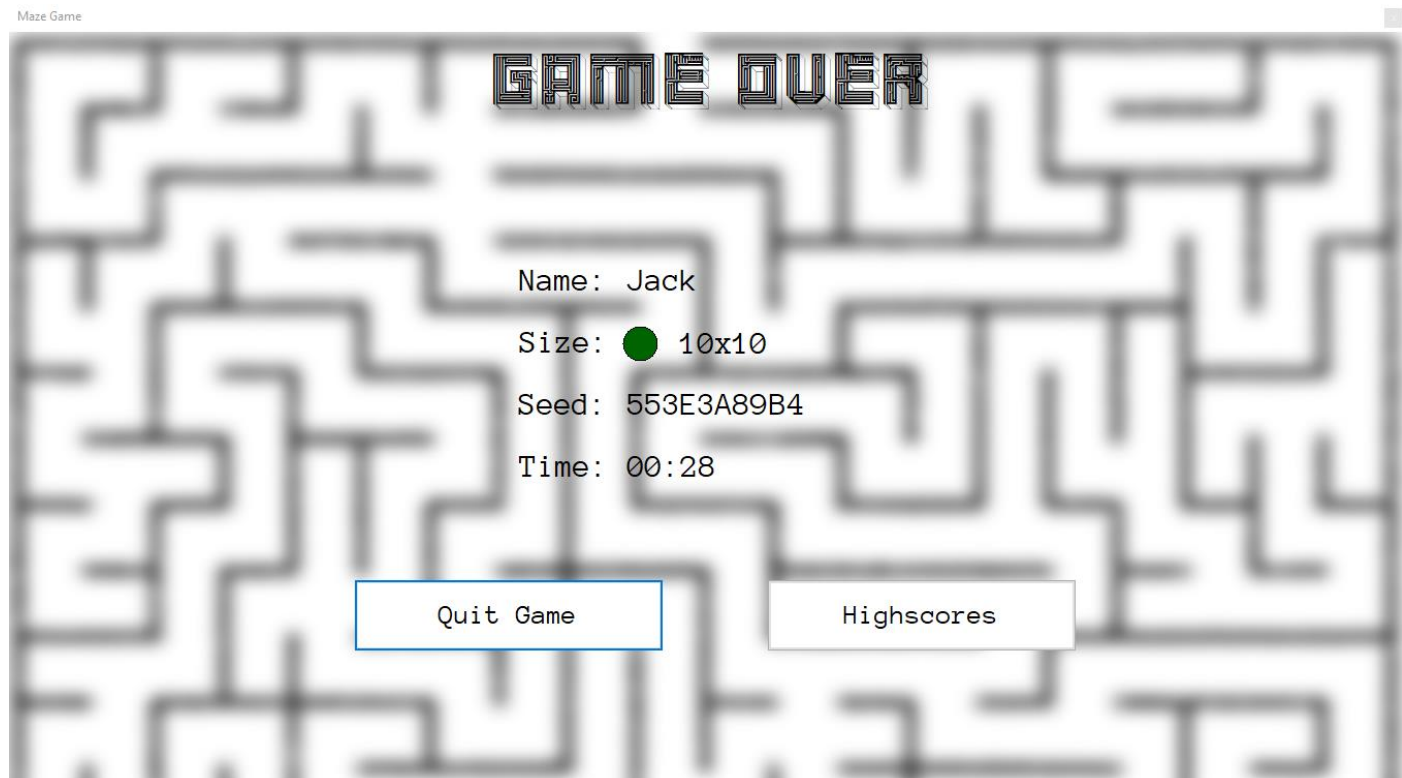 Maze Game
GAME OVER
Name: Jack
Size: 10x10
Seed: 553E3A89B4
Time: 00:28
Quit Game
Highscores